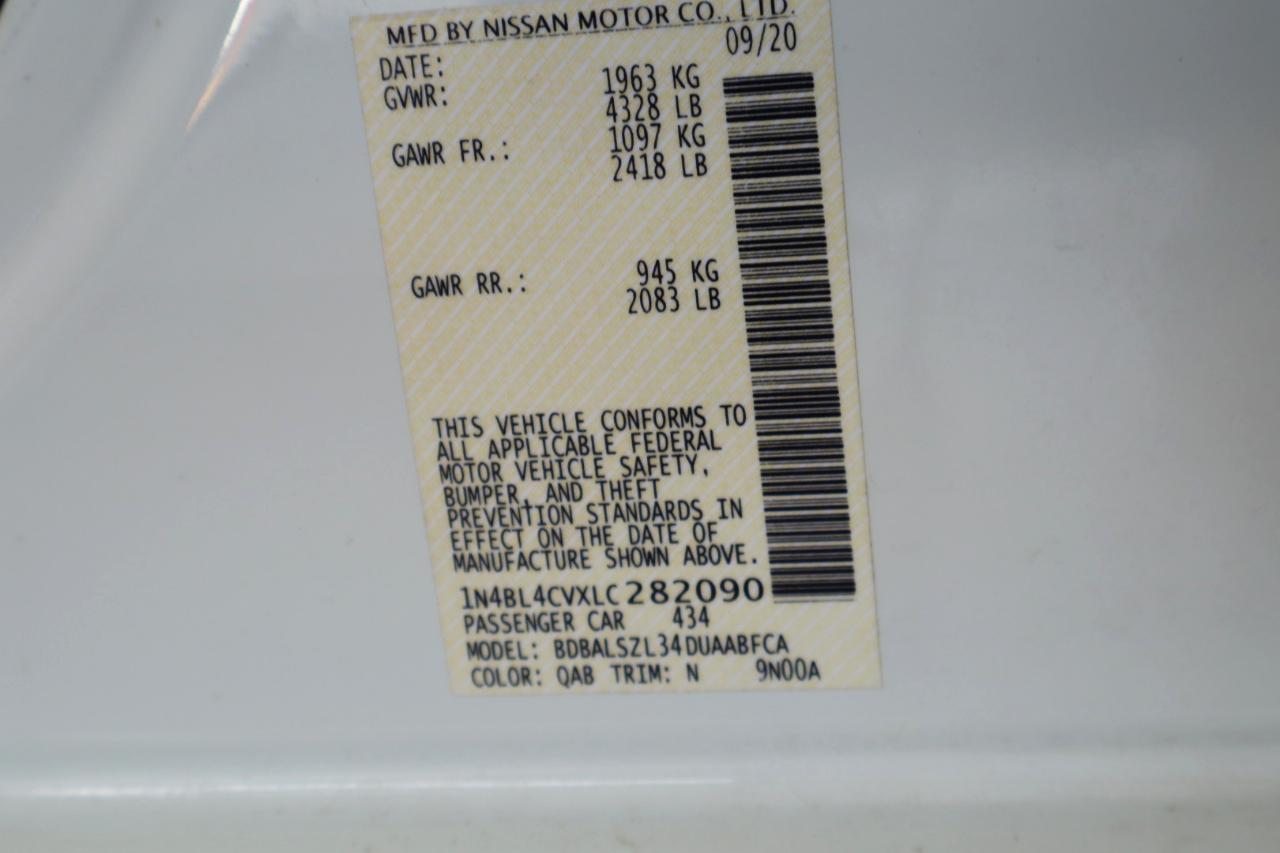 MFD BY NISSAN MOTOR CO., LTD.
DATE: 09/20
GVWR: 1963 KG
4328 LB
GAWR FR.: 1097 KG
2418 LB
GAWR RR.: 945 KG
2083 LB
THIS VEHICLE CONFORMS TO
ALL APPLICABLE FEDERAL
MOTOR VEHICLE SAFETY,
BUMPER, AND THEFT
PREVENTION STANDARDS IN
EFFECT ON THE DATE OF
MANUFACTURE SHOWN ABOVE.
1N4BL4CVXLC282090
PASSENGER CAR 434
MODEL: BDBALSZL34DUAABFCA
COLOR: QAB TRIM: N 9N00A